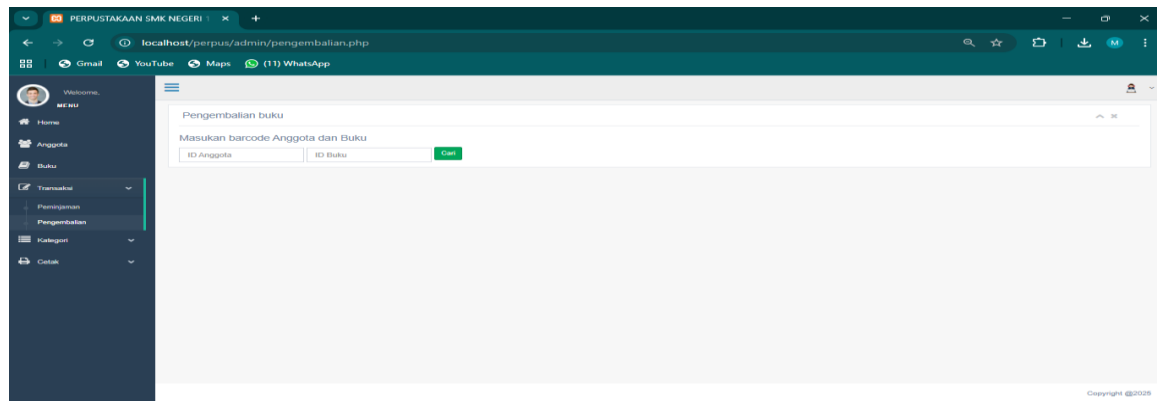 PERPUSTAKAAN SMK NEGERI 1
localhost/perpus/admin/pengembalian.php
M
Gmail YouTube Maps (11) WhatsApp
Welcome,
MENU
Home
Anggota
Buku
Transaksi
Peminjaman
Pengembalian
Kategori
Cetak
Pengembalian buku
Masukan barcode Anggota dan Buku
ID Anggota ID Buku Cari
Copyright @2025